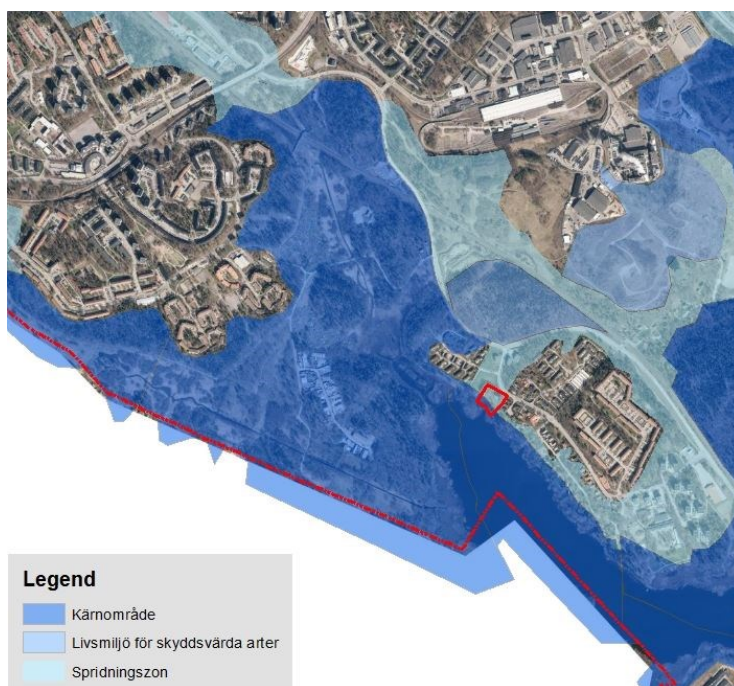 Legend
Kärnområde
Livsmiljö för skyddsvärda arter
Spridningszon